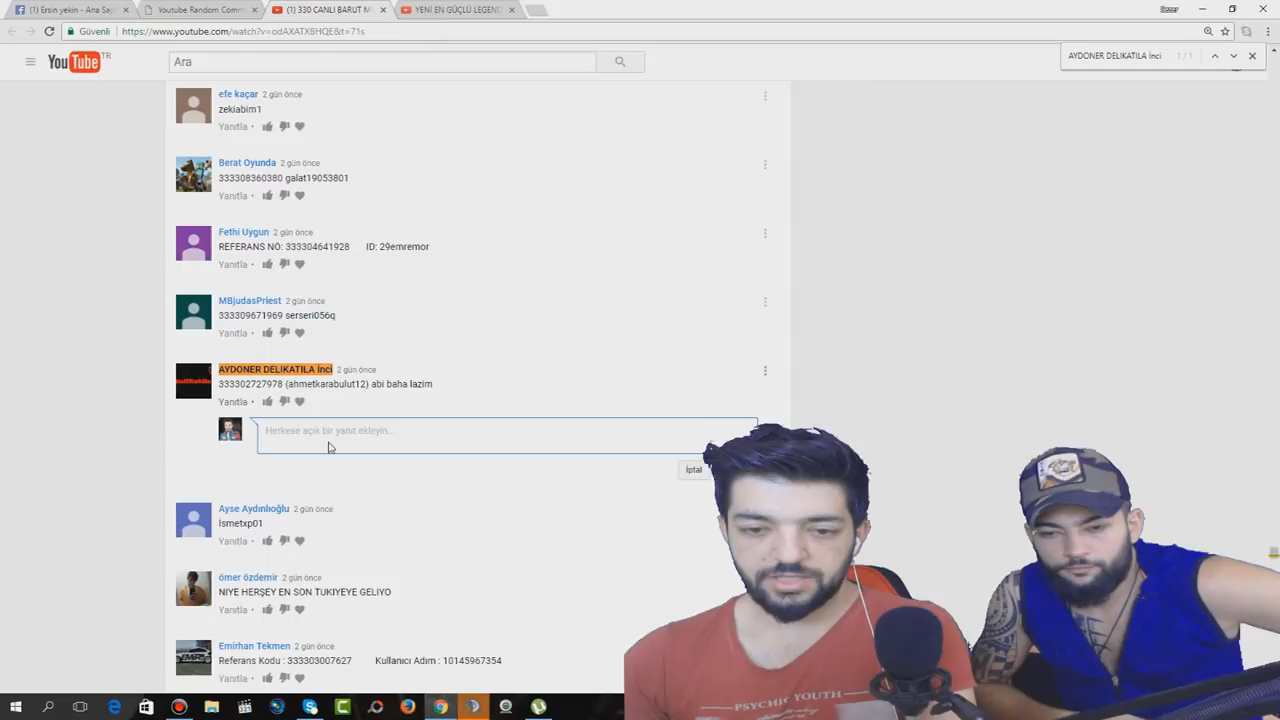 (1) Ersin yekin - Ana Say
Youtube Random Comm
(1) 330 CANLI BARUT M
YENİ EN GÜÇLÜ LEGEND
Güvenli
https://www.youtube.com/watch?v=odAXATXBHQE&t=71s
YouTube TR
Ara
AYDONER DELIKATILA İnci 1 / 1
efe kaçar 2 gün önce
zekiabim1
Yanıtla
Berat Oyunda 2 gün önce
333308360380 galat19053801
Yanıtla
Fethi Uygun 2 gün önce
REFERANS NO: 333304641928 ID: 29emremor
Yanıtla
MBjudasPriest 2 gün önce
333309671969 serseri056q
Yanıtla
AYDONER DELIKATILA İnci 2 gün önce
333302727978 (ahmetkarabulut12) abi baha lazim
Yanıtla
Herkese açık bir yanıt ekleyin...
İptal
Ayse Aydınlıoğlu 2 gün önce
İsmetxp01
Yanıtla
ömer özdemir 2 gün önce
NIYE HERŞEY EN SON TUKIYEYE GELIYO
Yanıtla
Emirhan Tekmen 2 gün önce
Referans Kodu : 333303007627 Kullanıcı Adım : 10145967354
Yanıtla
PSYCHIC YOUTH